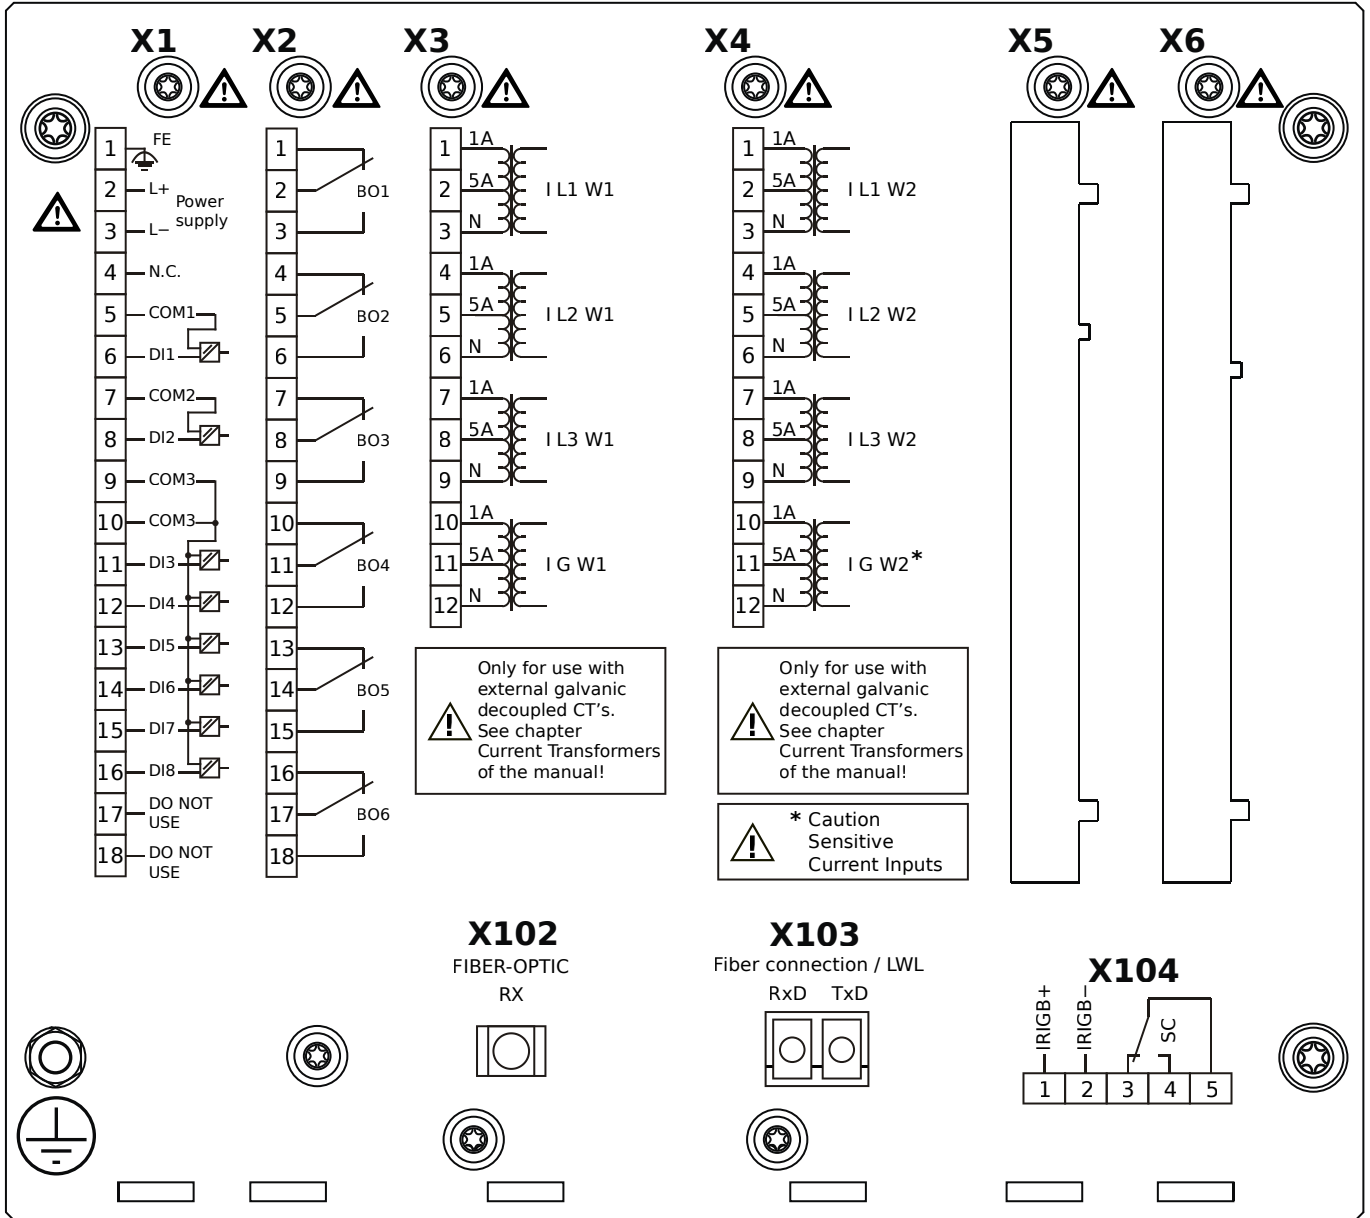 X1 X2 X3 X4 X5 X6
1 FE
2 L+
Power
supply
3 L−
4 N.C.
5 COM1
6 DI1
7 COM2
8 DI2
9 COM3
10 COM3
11 DI3
12 DI4
13 DI5
14 DI6
15 DI7
16 DI8
17 DO NOT
USE
18 DO NOT
USE
1
2 BO1
3
4
5 BO2
6
7
8 BO3
9
10
11 BO4
12
13
14 BO5
15
16
17 BO6
18
1 1A
2 5A I L1 W1
3 N
4 1A
5 5A I L2 W1
6 N
7 1A
8 5A I L3 W1
9 N
10 1A
11 5A I G W1
12 N
Only for use with
external galvanic
decoupled CT's.
See chapter
Current Transformers
of the manual!
1 1A
2 5A I L1 W2
3 N
4 1A
5 5A I L2 W2
6 N
7 1A
8 5A I L3 W2
9 N
10 1A
11 5A I G W2*
12 N
Only for use with
external galvanic
decoupled CT's.
See chapter
Current Transformers
of the manual!
* Caution
Sensitive
Current Inputs
X102
FIBER-OPTIC
RX
X103
Fiber connection / LWL
RxD TxD
X104
IRIGB+
IRIGB−
SC
1 2 3 4 5